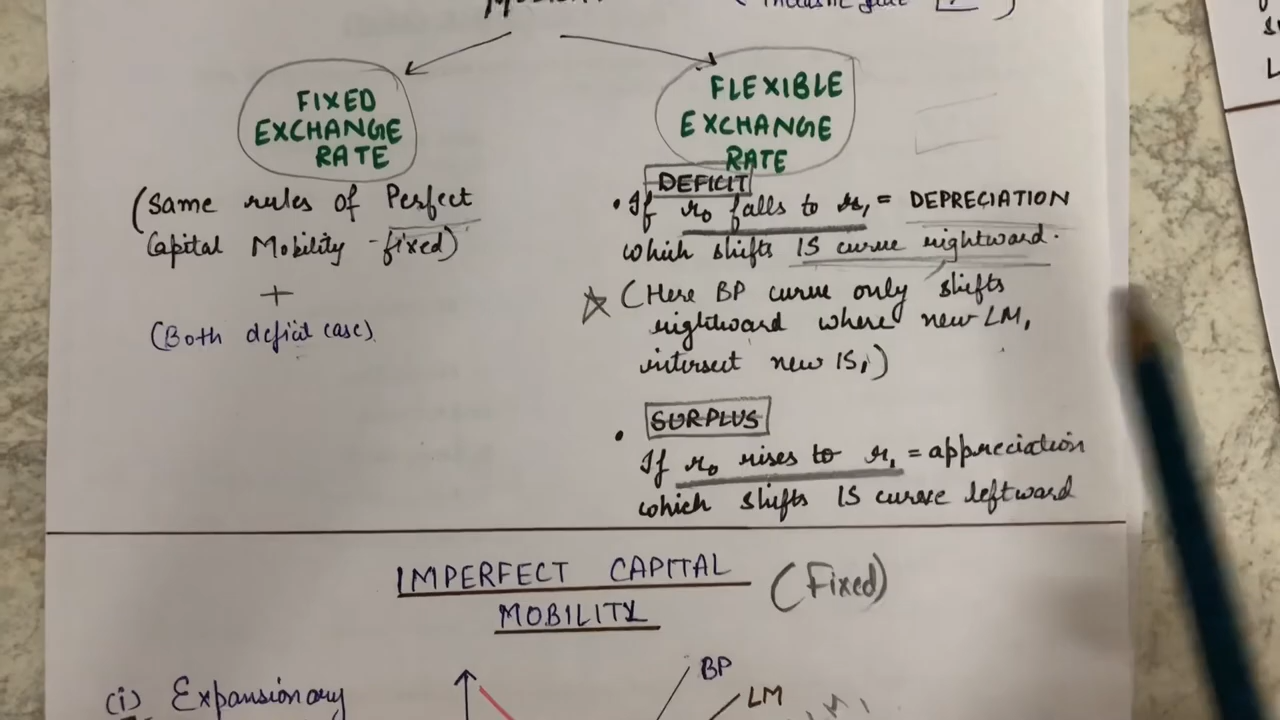 FIXED
EXCHANGE
RATE
(Same rules of Perfect
Capital Mobility - fixed)
+
(Both deficit case)
FLEXIBLE
EXCHANGE
RATE
DEFICIT
• If r₀ falls to r₁ = DEPRECIATION
which shifts IS curve rightward.
☆ (Here BP curve only shifts
rightward where new LM₁
intersect new IS₁)
SURPLUS
• If r₀ rises to r₁ = appreciation
which shifts IS curve leftward
IMPERFECT CAPITAL (Fixed)
MOBILITY
BP
(i) Expansionary
LM